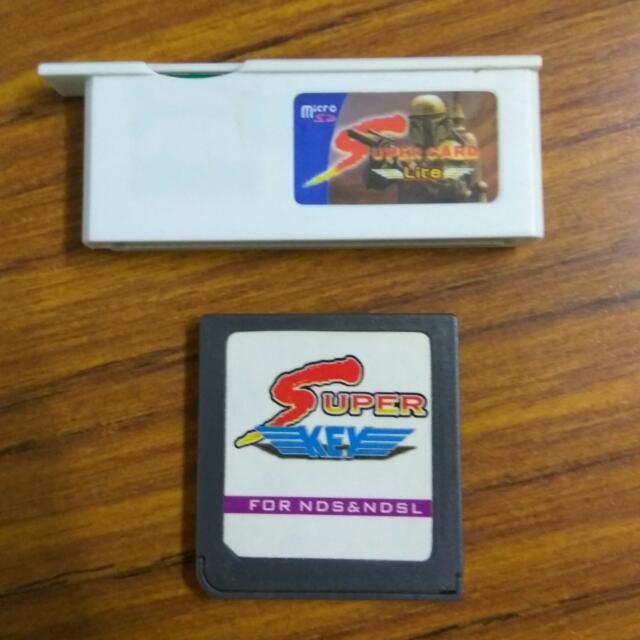 micro
SD
SUPER CARD
Lite
SUPER
KEY
FOR NDS&NDSL